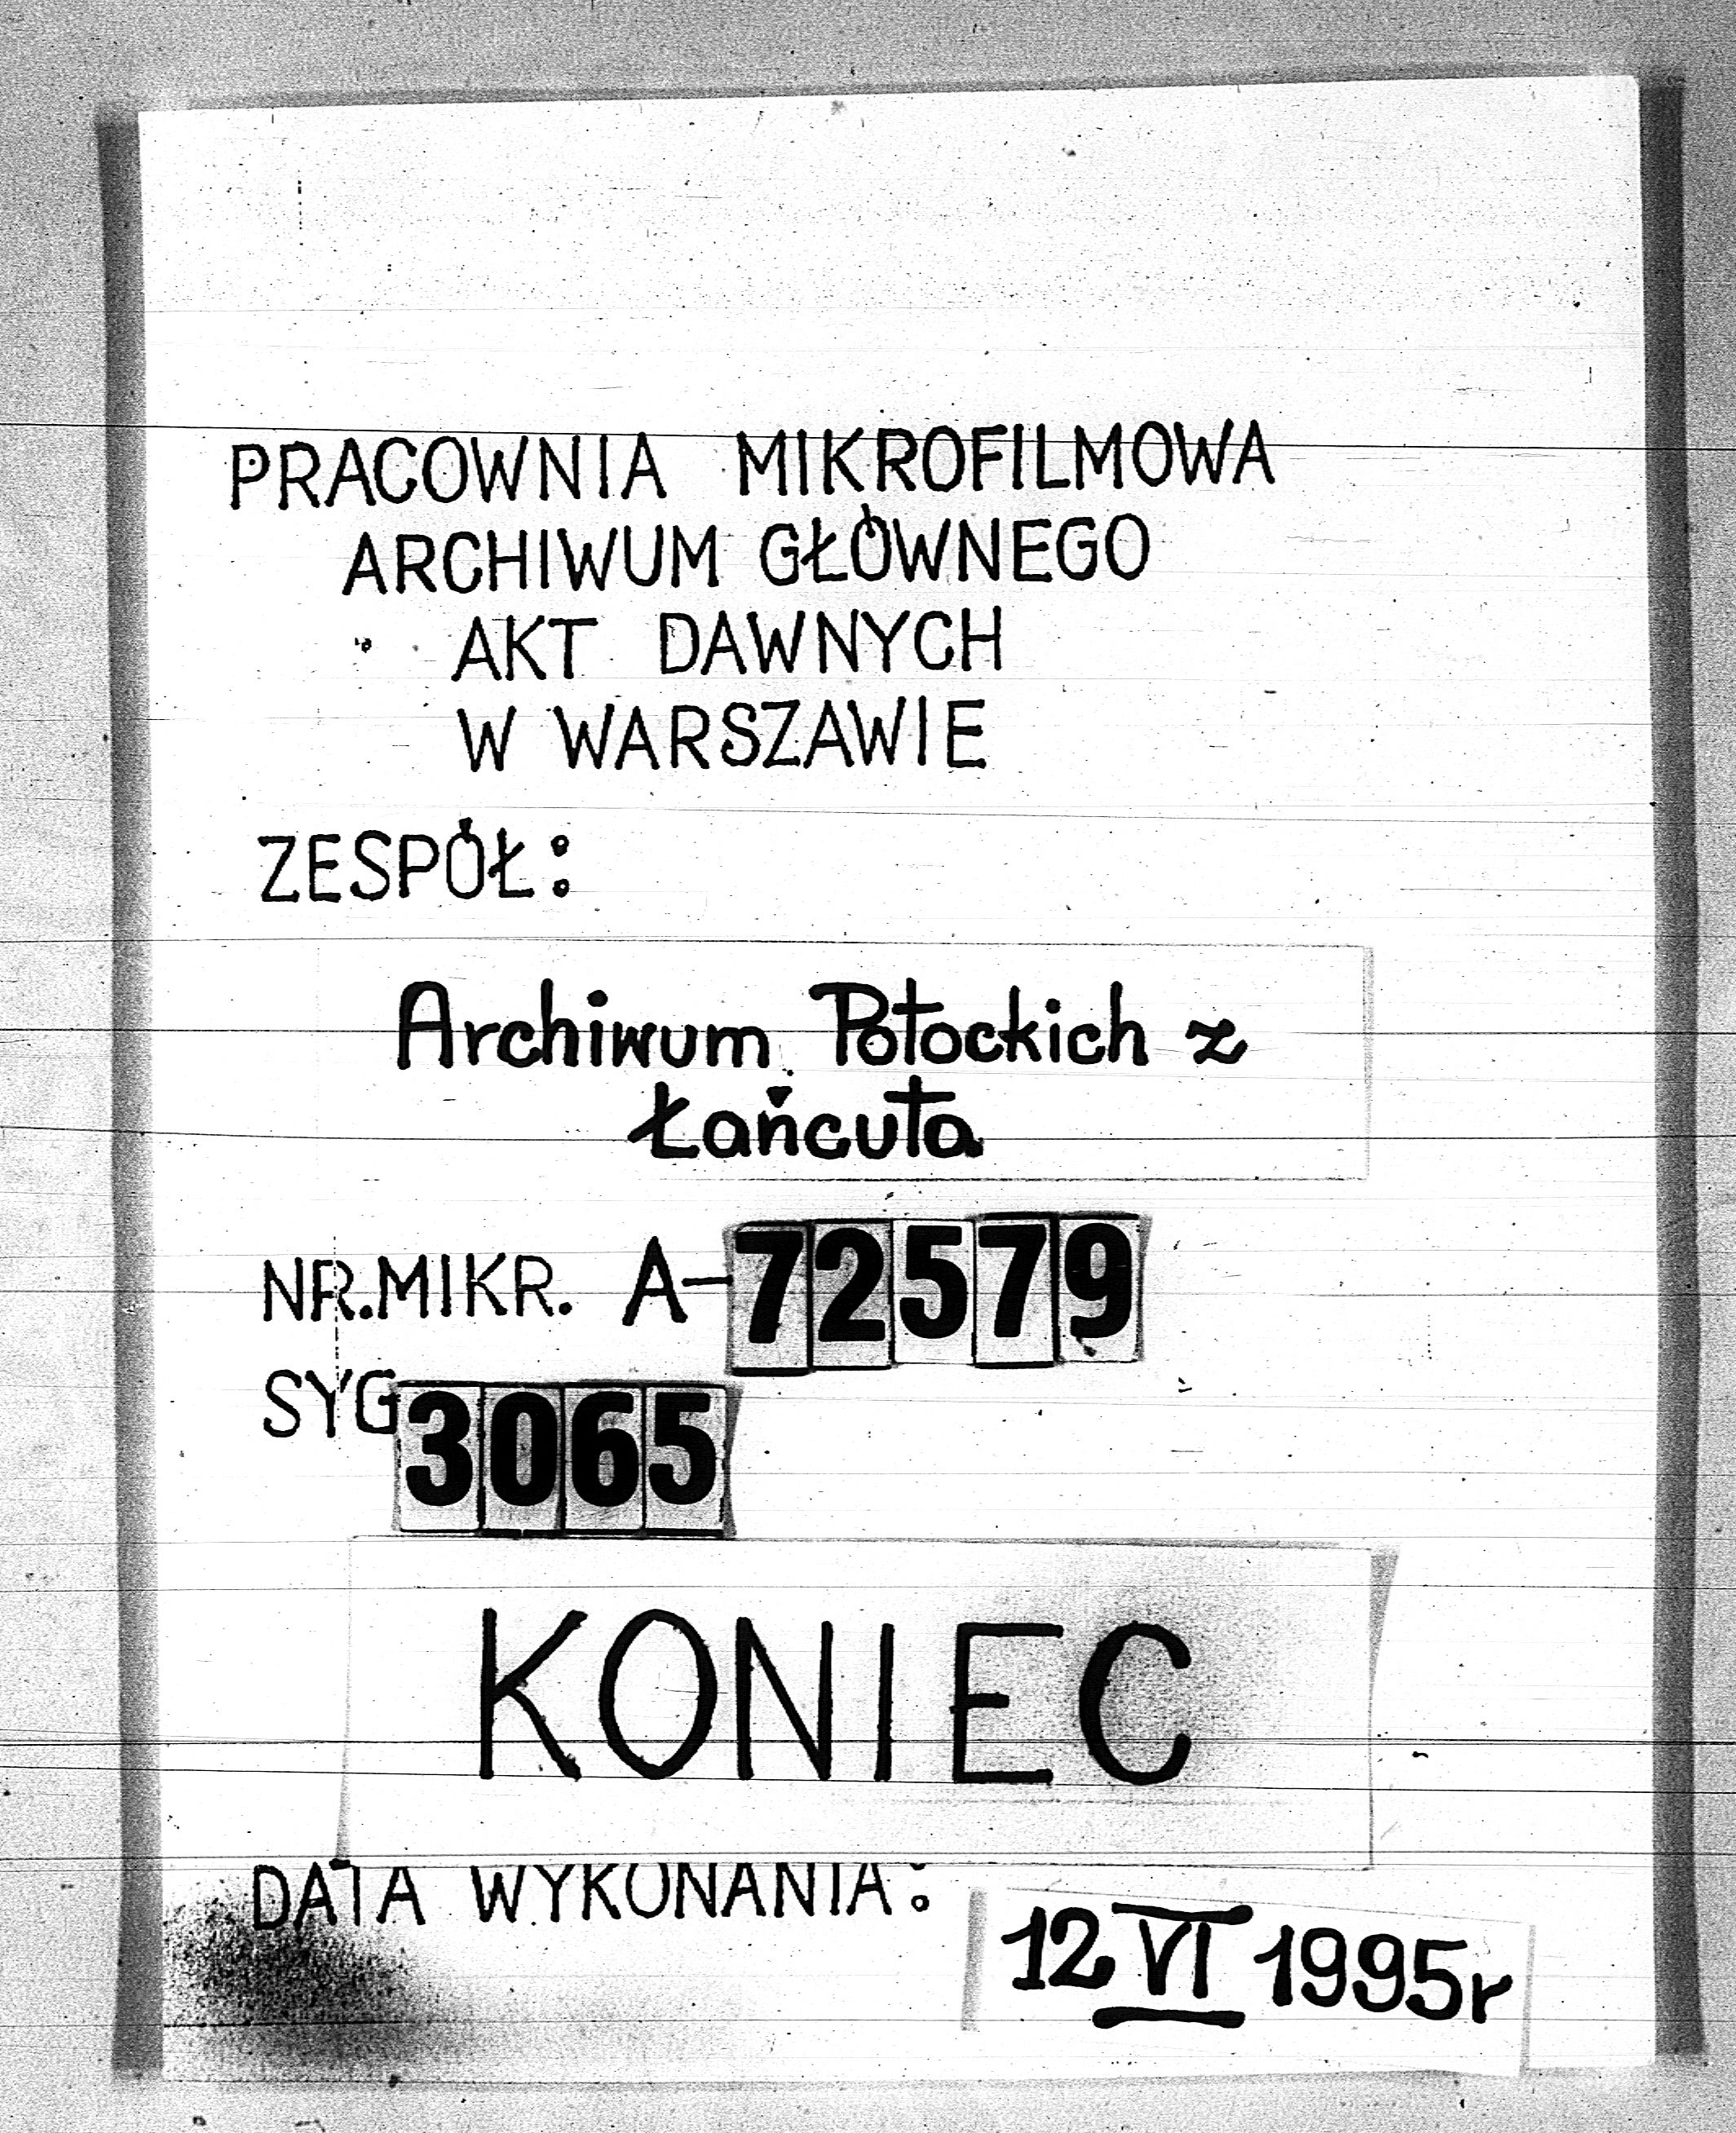 PRACOWNIA MIKROFILMOWA
ARCHIWUM GŁÓWNEGO
AKT DAWNYCH
W WARSZAWIE
ZESPÓŁ:
Archiwum Potockich z
Łańcuta
NR.MIKR. A-72579
SYG 3065
KONIEC
DATA WYKONANIA:
12 VI 1995r